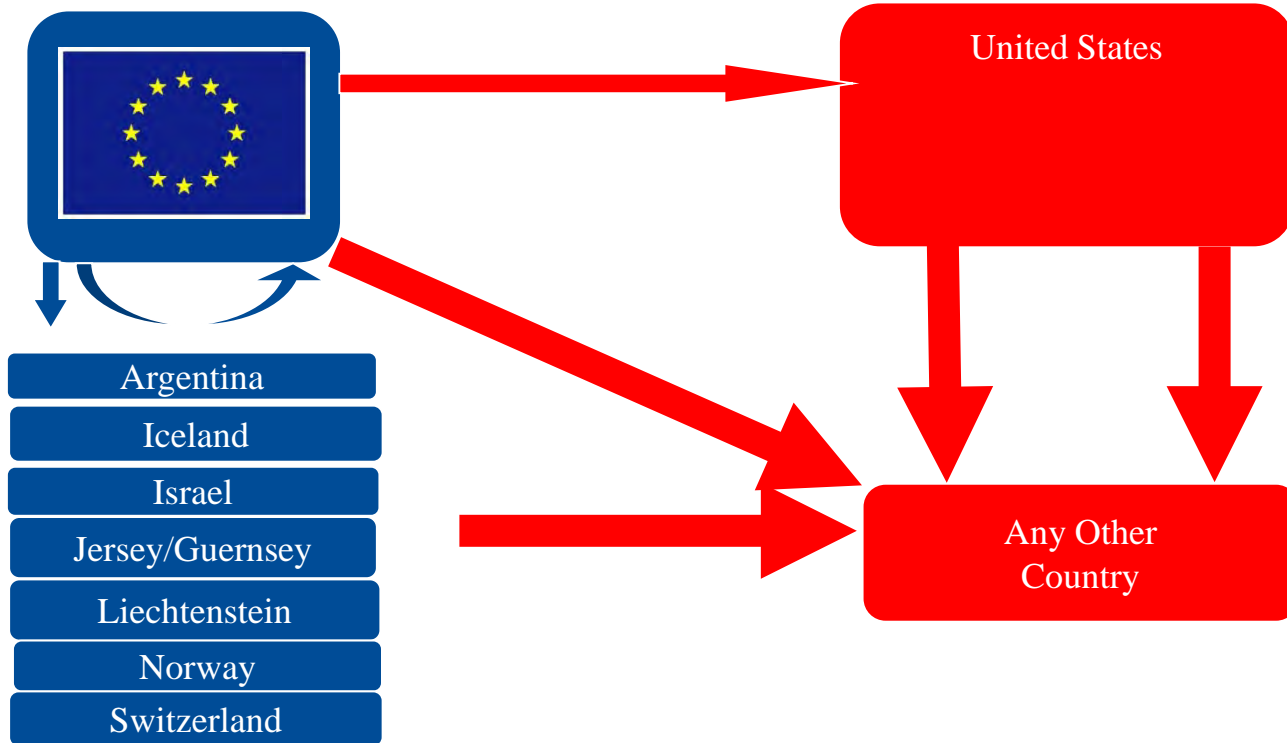 United States
Argentina
Iceland
Israel
Jersey/Guernsey
Liechtenstein
Norway
Switzerland
Any Other
Country